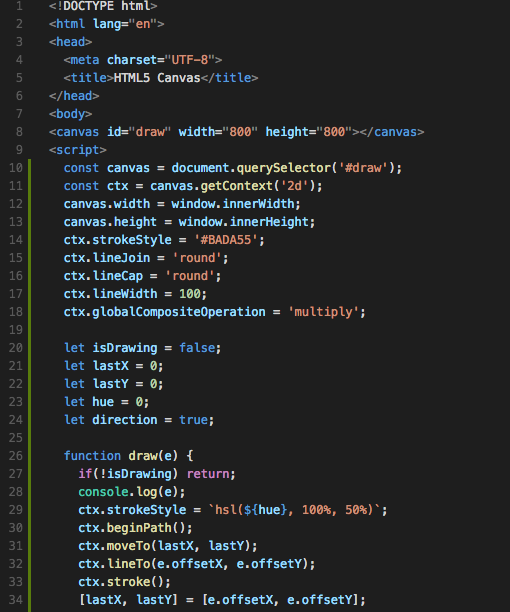 1 <!DOCTYPE html>
2 <html lang="en">
3 <head>
4   <meta charset="UTF-8">
5   <title>HTML5 Canvas</title>
6 </head>
7 <body>
8 <canvas id="draw" width="800" height="800"></canvas>
9 <script>
10   const canvas = document.querySelector('#draw');
11   const ctx = canvas.getContext('2d');
12   canvas.width = window.innerWidth;
13   canvas.height = window.innerHeight;
14   ctx.strokeStyle = '#BADA55';
15   ctx.lineJoin = 'round';
16   ctx.lineCap = 'round';
17   ctx.lineWidth = 100;
18   ctx.globalCompositeOperation = 'multiply';
19
20   let isDrawing = false;
21   let lastX = 0;
22   let lastY = 0;
23   let hue = 0;
24   let direction = true;
25
26   function draw(e) {
27     if(!isDrawing) return;
28     console.log(e);
29     ctx.strokeStyle = `hsl(${hue}, 100%, 50%)`;
30     ctx.beginPath();
31     ctx.moveTo(lastX, lastY);
32     ctx.lineTo(e.offsetX, e.offsetY);
33     ctx.stroke();
34     [lastX, lastY] = [e.offsetX, e.offsetY];